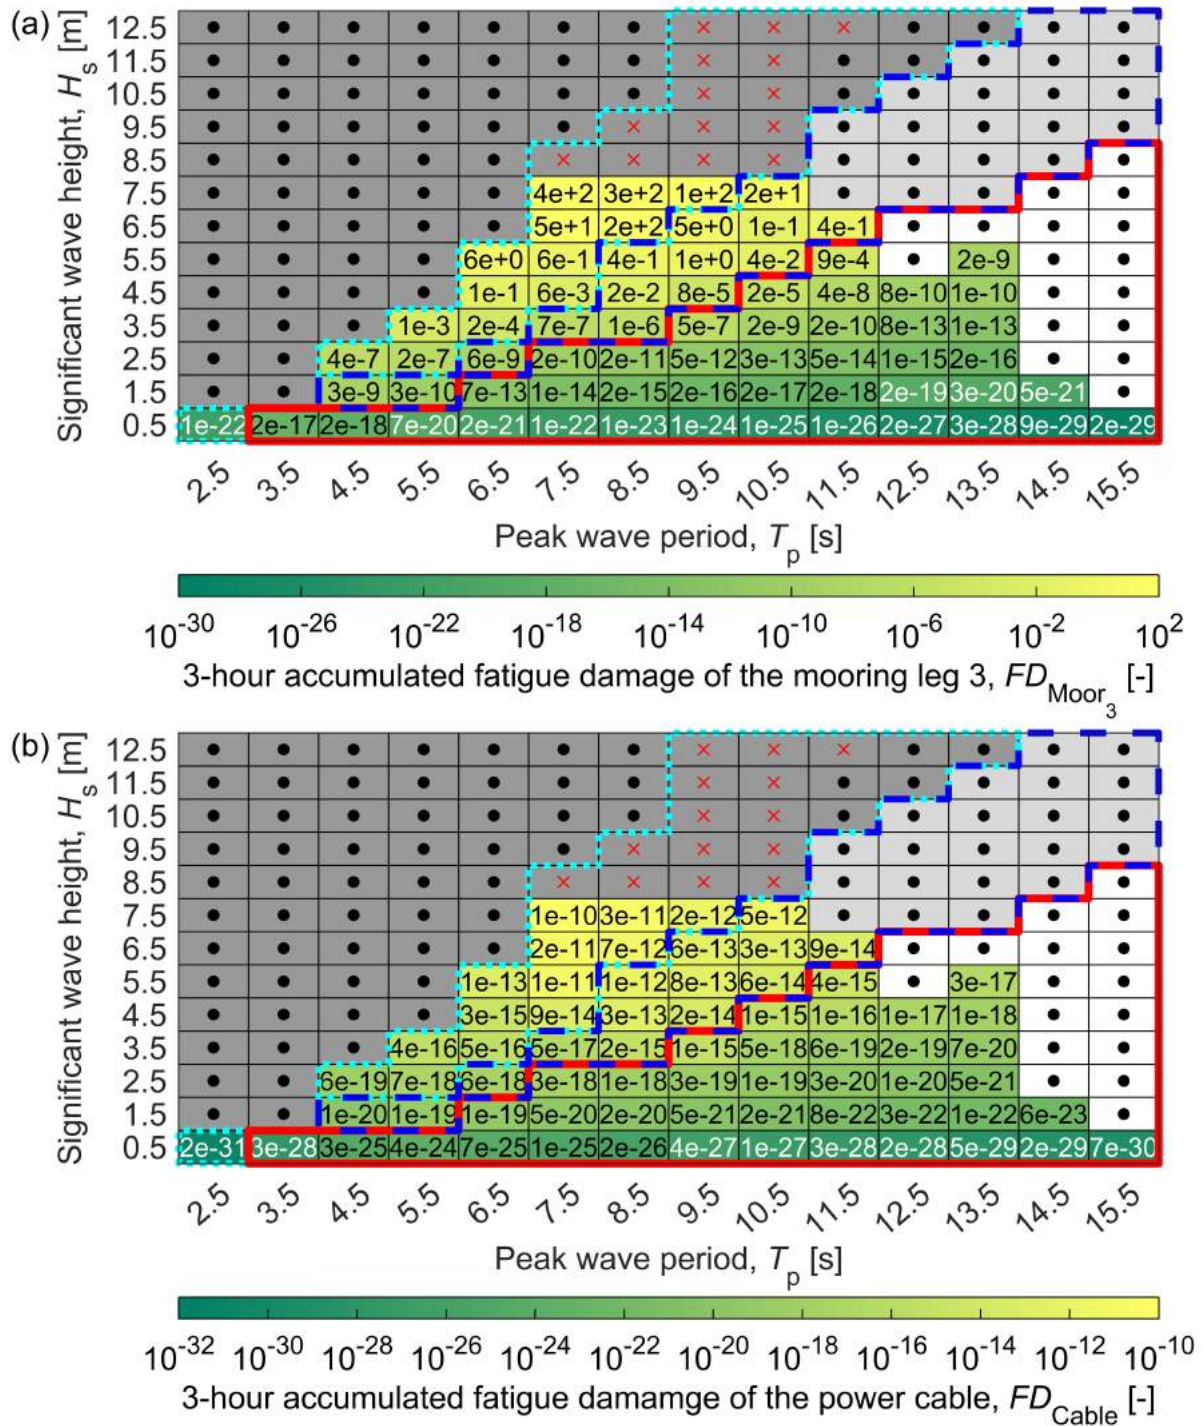 (a)
Significant wave height, Hs [m]
12.5
11.5
10.5
9.5
8.5
7.5 4e+2 3e+2 1e+2 2e+1
6.5 5e+1 2e+2 5e+0 1e-1 4e-1
5.5 6e+0 6e-1 4e-1 1e+0 4e-2 9e-4 2e-9
4.5 1e-1 6e-3 2e-2 8e-5 2e-5 4e-8 8e-10 1e-10
3.5 1e-3 2e-4 7e-7 1e-6 5e-7 2e-9 2e-10 8e-13 1e-13
2.5 4e-7 2e-7 6e-9 2e-10 2e-11 5e-12 3e-13 5e-14 1e-15 2e-16
1.5 3e-9 3e-10 7e-13 1e-14 2e-15 2e-16 2e-17 2e-18 2e-19 3e-20 5e-21
0.5 1e-22 2e-17 2e-18 7e-20 2e-21 1e-22 1e-23 1e-24 1e-25 1e-26 2e-27 3e-28 9e-29 2e-29
2.5 3.5 4.5 5.5 6.5 7.5 8.5 9.5 10.5 11.5 12.5 13.5 14.5 15.5
Peak wave period, Tp [s]
10-30 10-26 10-22 10-18 10-14 10-10 10-6 10-2 102
3-hour accumulated fatigue damage of the mooring leg 3, FDMoor3 [-]
(b)
Significant wave height, Hs [m]
12.5
11.5
10.5
9.5
8.5
7.5 1e-10 3e-11 2e-12 5e-12
6.5 2e-11 7e-12 6e-13 3e-13 9e-14
5.5 1e-13 1e-11 1e-12 8e-13 6e-14 4e-15 3e-17
4.5 3e-15 9e-14 3e-13 2e-14 1e-15 1e-16 1e-17 1e-18
3.5 4e-16 5e-16 5e-17 2e-15 1e-15 5e-18 6e-19 2e-19 7e-20
2.5 6e-19 7e-18 6e-18 3e-18 1e-18 3e-19 1e-19 3e-20 1e-20 5e-21
1.5 1e-20 1e-19 1e-19 5e-20 2e-20 5e-21 2e-21 8e-22 3e-22 1e-22 6e-23
0.5 2e-31 3e-28 3e-25 4e-24 7e-25 1e-25 2e-26 4e-27 1e-27 3e-28 2e-28 5e-29 2e-29 7e-30
2.5 3.5 4.5 5.5 6.5 7.5 8.5 9.5 10.5 11.5 12.5 13.5 14.5 15.5
Peak wave period, Tp [s]
10-32 10-30 10-28 10-26 10-24 10-22 10-20 10-18 10-16 10-14 10-12 10-10
3-hour accumulated fatigue damamge of the power cable, FDCable [-]